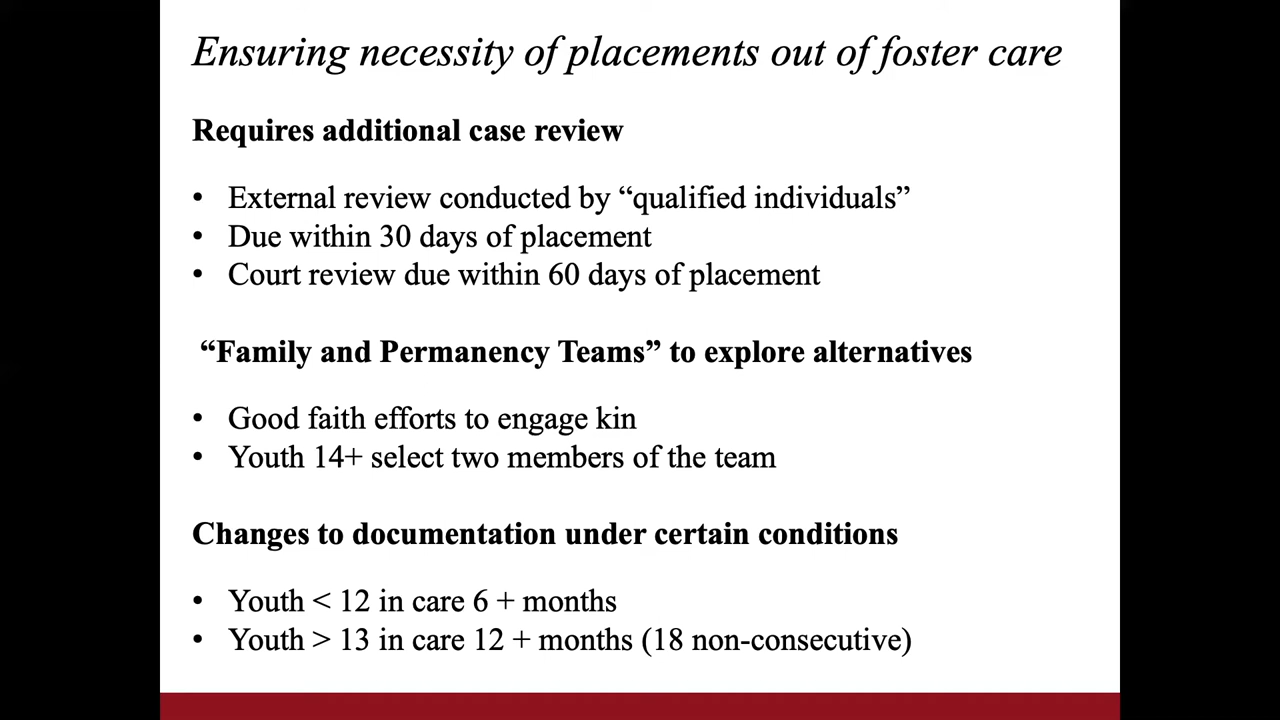 Ensuring necessity of placements out of foster care
Requires additional case review
• External review conducted by “qualified individuals”
• Due within 30 days of placement
• Court review due within 60 days of placement
“Family and Permanency Teams” to explore alternatives
• Good faith efforts to engage kin
• Youth 14+ select two members of the team
Changes to documentation under certain conditions
• Youth < 12 in care 6 + months
• Youth > 13 in care 12 + months (18 non-consecutive)